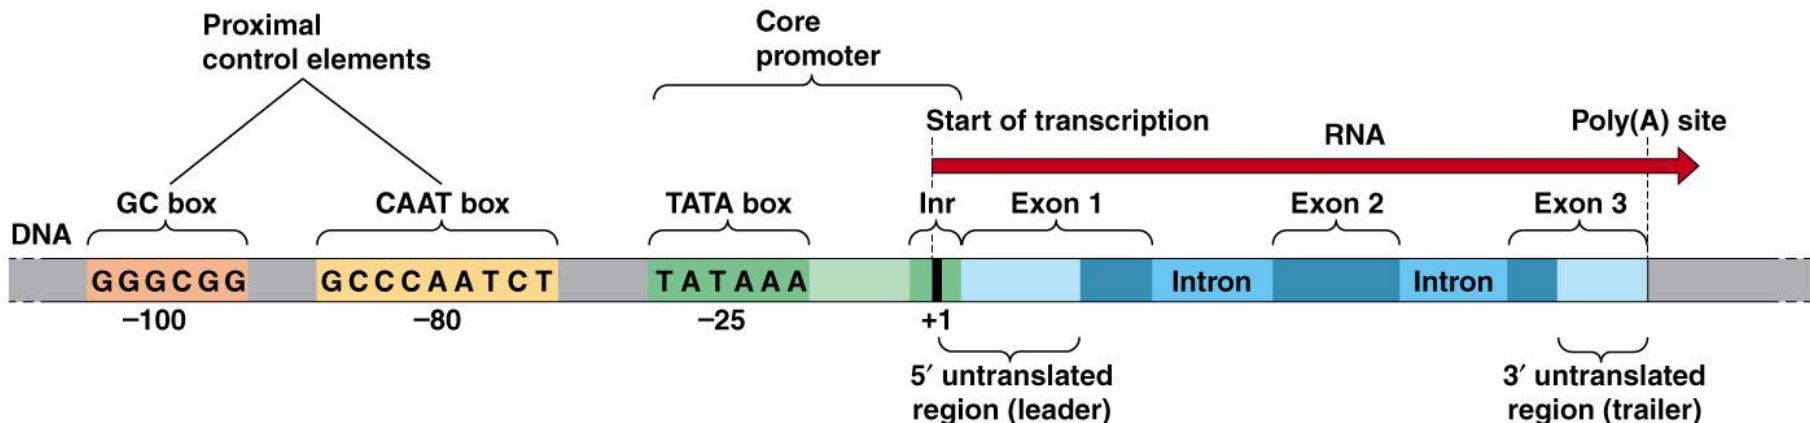 Proximal
control elements
Core
promoter
Start of transcription
RNA
Poly(A) site
GC box
CAAT box
TATA box
Inr
Exon 1
Exon 2
Exon 3
DNA
GGGCGG
GCCCAATCT
TATAAA
Intron
Intron
–100
–80
–25
+1
5′ untranslated
region (leader)
3′ untranslated
region (trailer)